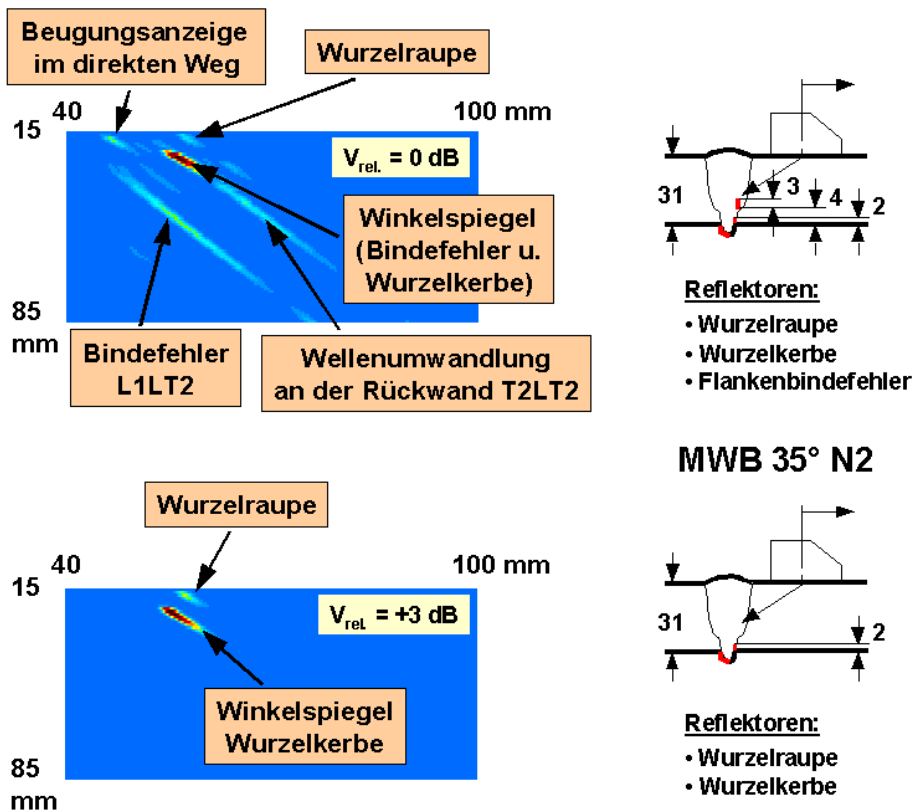 Beugungsanzeige
im direkten Weg
Wurzelraupe
40
100 mm
15
V rel. = 0 dB
Winkelspiegel
(Bindefehler u.
Wurzelkerbe)
85
mm
Bindefehler
L1LT2
Wellenumwandlung
an der Rückwand T2LT2
31
3
4
2
Reflektoren:
• Wurzelraupe
• Wurzelkerbe
• Flankenbindefehler
MWB 35° N2
Wurzelraupe
40
100 mm
15
V rel. = +3 dB
Winkelspiegel
Wurzelkerbe
85
mm
31
2
Reflektoren:
• Wurzelraupe
• Wurzelkerbe